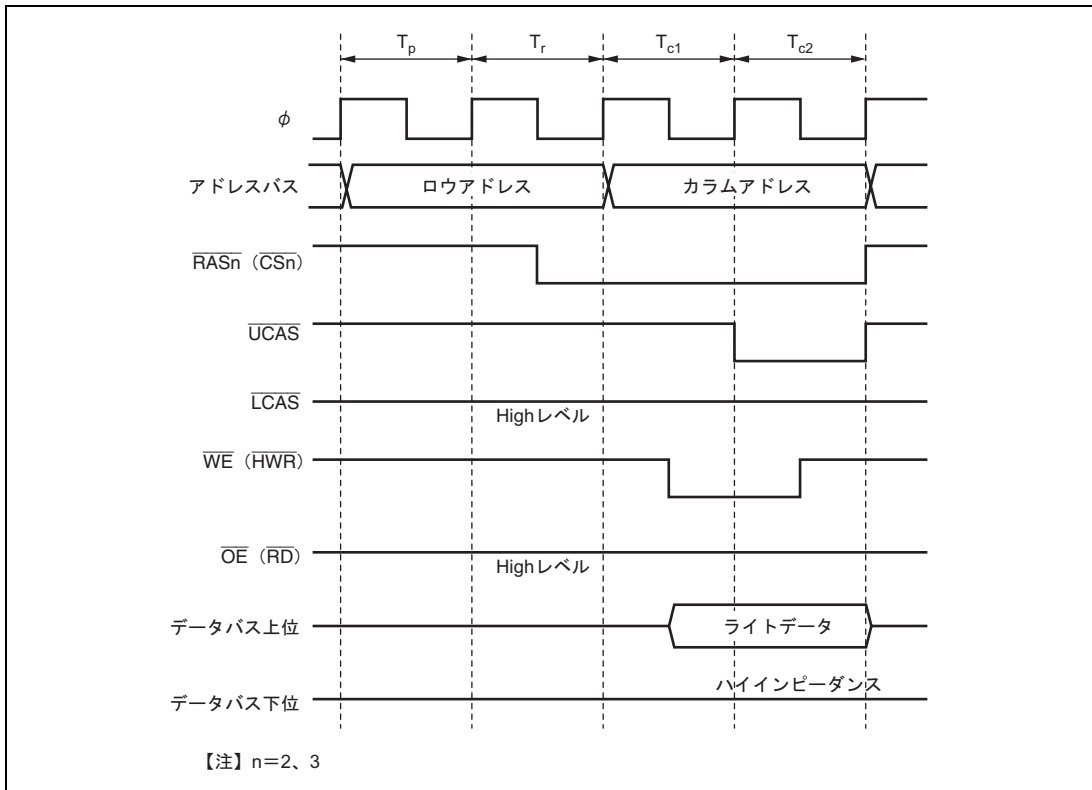 Tp Tr Tc1 Tc2
φ
アドレスバス ロウアドレス カラムアドレス
RASn（CSn）
UCAS
LCAS
Highレベル
WE（HWR）
OE（RD）
Highレベル
データバス上位 ライトデータ
ハイインピーダンス
データバス下位
【注】n＝2、3